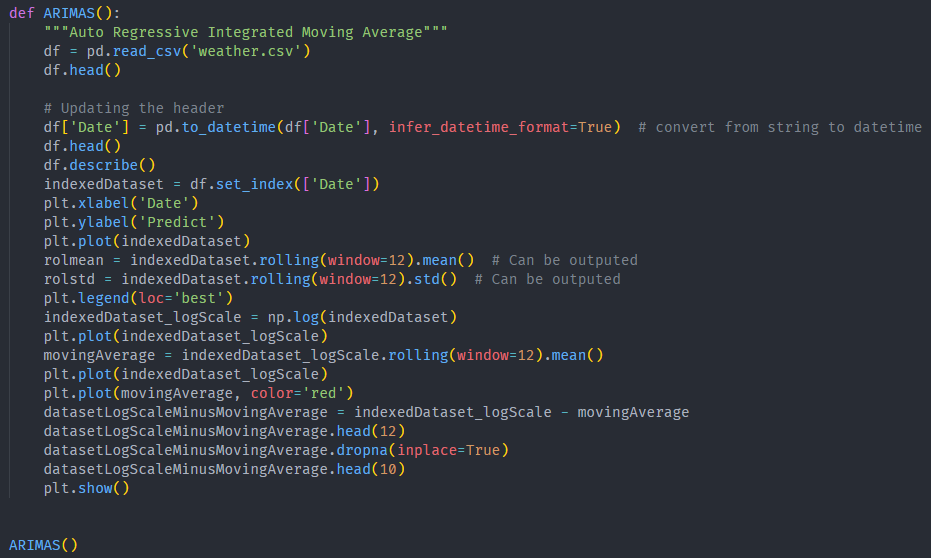 def ARIMAS():
    """Auto Regressive Integrated Moving Average"""
    df = pd.read_csv('weather.csv')
    df.head()

    # Updating the header
    df['Date'] = pd.to_datetime(df['Date'], infer_datetime_format=True)  # convert from string to datetime
    df.head()
    df.describe()
    indexedDataset = df.set_index(['Date'])
    plt.xlabel('Date')
    plt.ylabel('Predict')
    plt.plot(indexedDataset)
    rolmean = indexedDataset.rolling(window=12).mean()  # Can be outputed
    rolstd = indexedDataset.rolling(window=12).std()  # Can be outputed
    plt.legend(loc='best')
    indexedDataset_logScale = np.log(indexedDataset)
    plt.plot(indexedDataset_logScale)
    movingAverage = indexedDataset_logScale.rolling(window=12).mean()
    plt.plot(indexedDataset_logScale)
    plt.plot(movingAverage, color='red')
    datasetLogScaleMinusMovingAverage = indexedDataset_logScale - movingAverage
    datasetLogScaleMinusMovingAverage.head(12)
    datasetLogScaleMinusMovingAverage.dropna(inplace=True)
    datasetLogScaleMinusMovingAverage.head(10)
    plt.show()


ARIMAS()